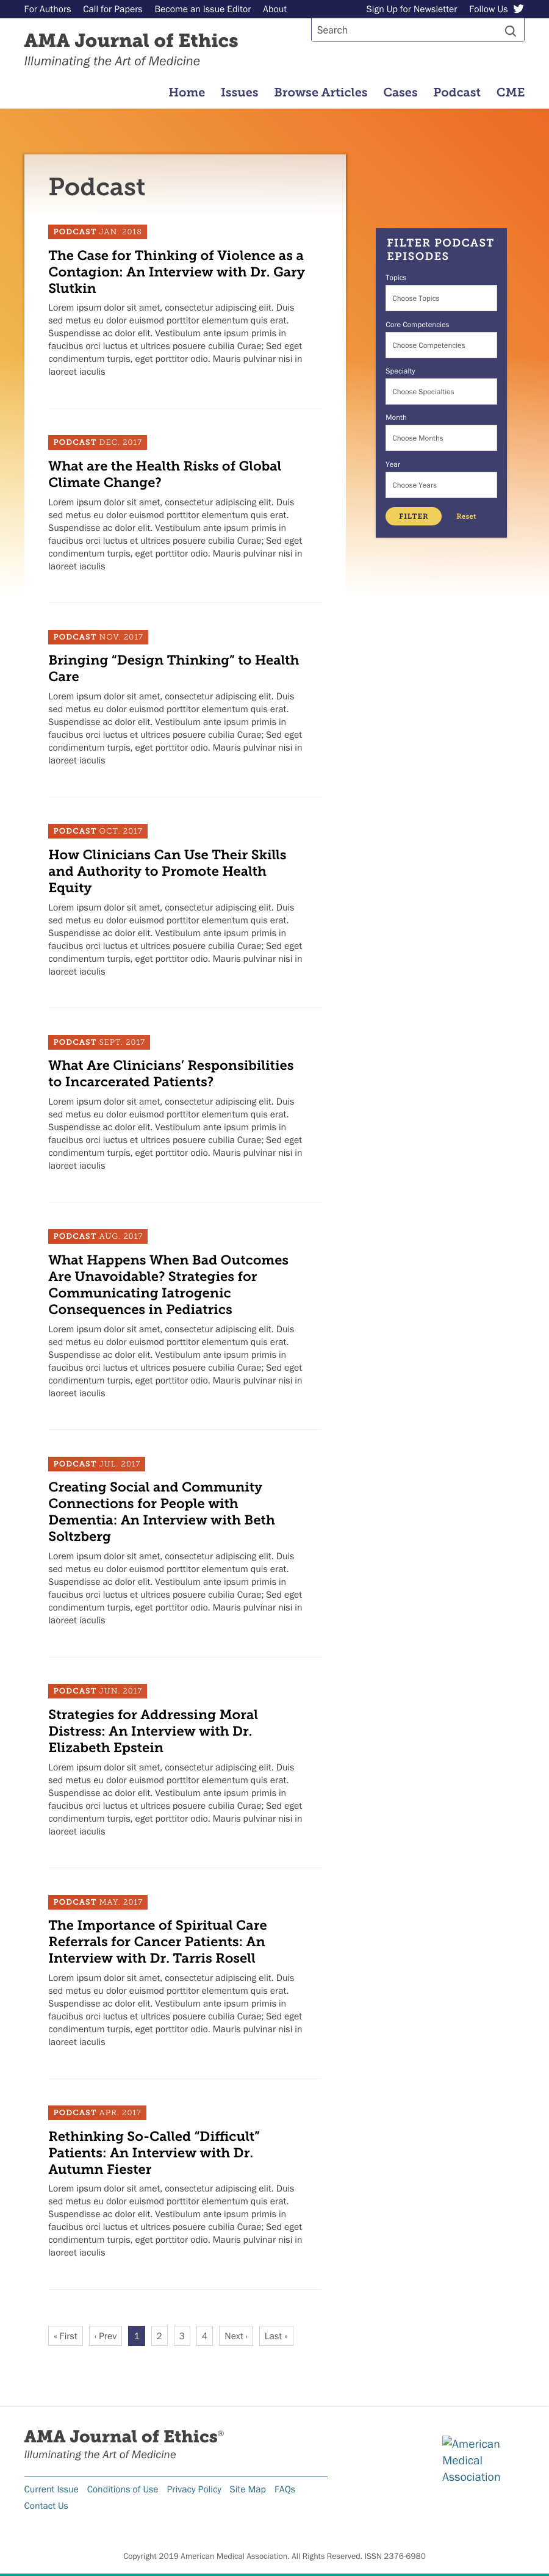 For Authors Call for Papers Become an Issue Editor About Sign Up for Newsletter Follow Us
AMA Journal of Ethics
Illuminating the Art of Medicine
Search
Home Issues Browse Articles Cases Podcast CME
Podcast
PODCAST JAN. 2018
The Case for Thinking of Violence as a
Contagion: An Interview with Dr. Gary
Slutkin
Lorem ipsum dolor sit amet, consectetur adipiscing elit. Duis
sed metus eu dolor euismod porttitor elementum quis erat.
Suspendisse ac dolor elit. Vestibulum ante ipsum primis in
faucibus orci luctus et ultrices posuere cubilia Curae; Sed eget
condimentum turpis, eget porttitor odio. Mauris pulvinar nisi in
laoreet iaculis
PODCAST DEC. 2017
What are the Health Risks of Global
Climate Change?
Lorem ipsum dolor sit amet, consectetur adipiscing elit. Duis
sed metus eu dolor euismod porttitor elementum quis erat.
Suspendisse ac dolor elit. Vestibulum ante ipsum primis in
faucibus orci luctus et ultrices posuere cubilia Curae; Sed eget
condimentum turpis, eget porttitor odio. Mauris pulvinar nisi in
laoreet iaculis
PODCAST NOV. 2017
Bringing “Design Thinking” to Health
Care
Lorem ipsum dolor sit amet, consectetur adipiscing elit. Duis
sed metus eu dolor euismod porttitor elementum quis erat.
Suspendisse ac dolor elit. Vestibulum ante ipsum primis in
faucibus orci luctus et ultrices posuere cubilia Curae; Sed eget
condimentum turpis, eget porttitor odio. Mauris pulvinar nisi in
laoreet iaculis
PODCAST OCT. 2017
How Clinicians Can Use Their Skills
and Authority to Promote Health
Equity
Lorem ipsum dolor sit amet, consectetur adipiscing elit. Duis
sed metus eu dolor euismod porttitor elementum quis erat.
Suspendisse ac dolor elit. Vestibulum ante ipsum primis in
faucibus orci luctus et ultrices posuere cubilia Curae; Sed eget
condimentum turpis, eget porttitor odio. Mauris pulvinar nisi in
laoreet iaculis
PODCAST SEPT. 2017
What Are Clinicians’ Responsibilities
to Incarcerated Patients?
Lorem ipsum dolor sit amet, consectetur adipiscing elit. Duis
sed metus eu dolor euismod porttitor elementum quis erat.
Suspendisse ac dolor elit. Vestibulum ante ipsum primis in
faucibus orci luctus et ultrices posuere cubilia Curae; Sed eget
condimentum turpis, eget porttitor odio. Mauris pulvinar nisi in
laoreet iaculis
PODCAST AUG. 2017
What Happens When Bad Outcomes
Are Unavoidable? Strategies for
Communicating Iatrogenic
Consequences in Pediatrics
Lorem ipsum dolor sit amet, consectetur adipiscing elit. Duis
sed metus eu dolor euismod porttitor elementum quis erat.
Suspendisse ac dolor elit. Vestibulum ante ipsum primis in
faucibus orci luctus et ultrices posuere cubilia Curae; Sed eget
condimentum turpis, eget porttitor odio. Mauris pulvinar nisi in
laoreet iaculis
PODCAST JUL. 2017
Creating Social and Community
Connections for People with
Dementia: An Interview with Beth
Soltzberg
Lorem ipsum dolor sit amet, consectetur adipiscing elit. Duis
sed metus eu dolor euismod porttitor elementum quis erat.
Suspendisse ac dolor elit. Vestibulum ante ipsum primis in
faucibus orci luctus et ultrices posuere cubilia Curae; Sed eget
condimentum turpis, eget porttitor odio. Mauris pulvinar nisi in
laoreet iaculis
PODCAST JUN. 2017
Strategies for Addressing Moral
Distress: An Interview with Dr.
Elizabeth Epstein
Lorem ipsum dolor sit amet, consectetur adipiscing elit. Duis
sed metus eu dolor euismod porttitor elementum quis erat.
Suspendisse ac dolor elit. Vestibulum ante ipsum primis in
faucibus orci luctus et ultrices posuere cubilia Curae; Sed eget
condimentum turpis, eget porttitor odio. Mauris pulvinar nisi in
laoreet iaculis
PODCAST MAY. 2017
The Importance of Spiritual Care
Referrals for Cancer Patients: An
Interview with Dr. Tarris Rosell
Lorem ipsum dolor sit amet, consectetur adipiscing elit. Duis
sed metus eu dolor euismod porttitor elementum quis erat.
Suspendisse ac dolor elit. Vestibulum ante ipsum primis in
faucibus orci luctus et ultrices posuere cubilia Curae; Sed eget
condimentum turpis, eget porttitor odio. Mauris pulvinar nisi in
laoreet iaculis
PODCAST APR. 2017
Rethinking So-Called “Difficult”
Patients: An Interview with Dr.
Autumn Fiester
Lorem ipsum dolor sit amet, consectetur adipiscing elit. Duis
sed metus eu dolor euismod porttitor elementum quis erat.
Suspendisse ac dolor elit. Vestibulum ante ipsum primis in
faucibus orci luctus et ultrices posuere cubilia Curae; Sed eget
condimentum turpis, eget porttitor odio. Mauris pulvinar nisi in
laoreet iaculis
« First ‹ Prev 1 2 3 4 Next › Last »
FILTER PODCAST
EPISODES
Topics
Choose Topics
Core Competencies
Choose Competencies
Specialty
Choose Specialties
Month
Choose Months
Year
Choose Years
FILTER Reset
AMA Journal of Ethics®
Illuminating the Art of Medicine
Current Issue Conditions of Use Privacy Policy Site Map FAQs
Contact Us
American
Medical
Association
Copyright 2019 American Medical Association. All Rights Reserved. ISSN 2376-6980